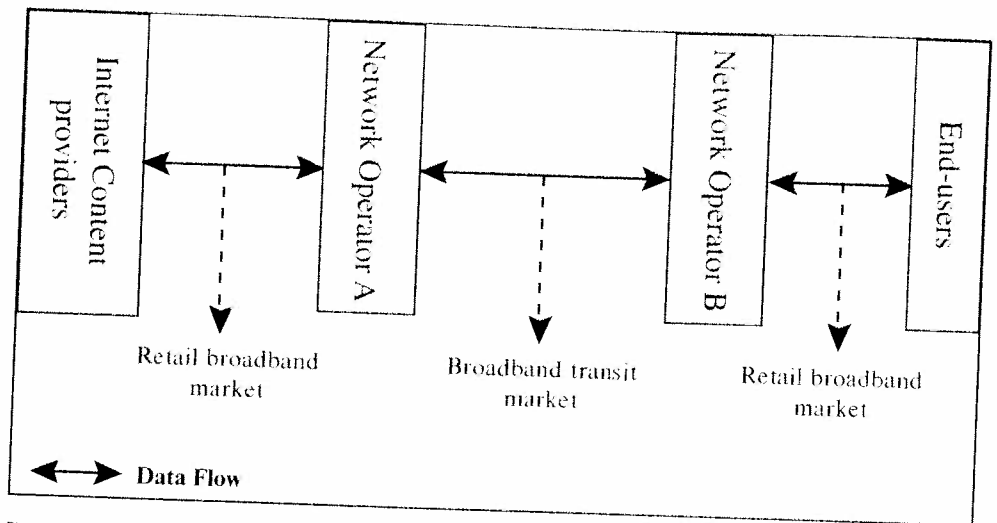 Internet Content
providers
Network Operator A
Network Operator B
End-users
Retail broadband
market
Broadband transit
market
Retail broadband
market
Data Flow